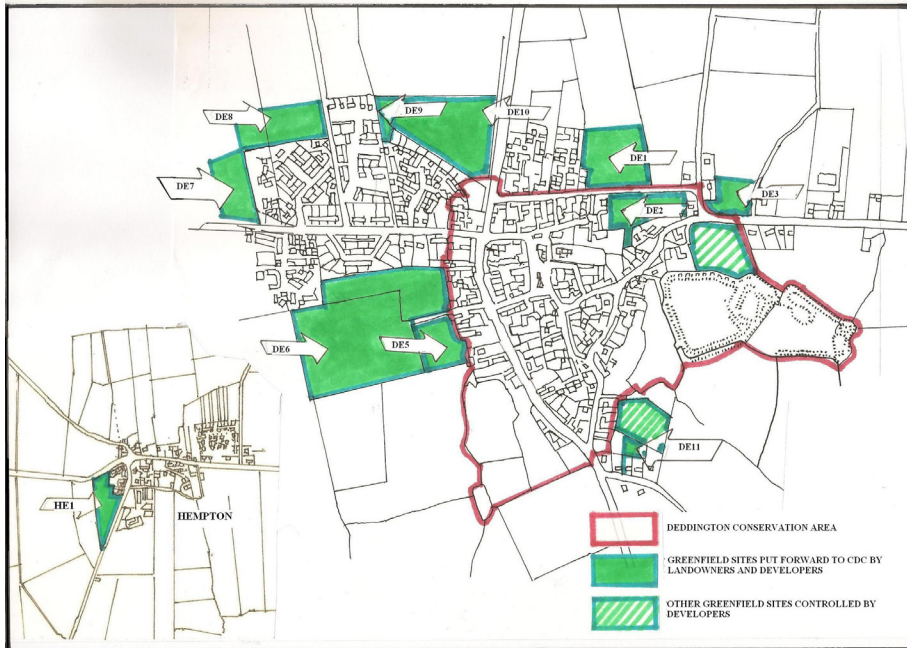 DE8
DE9
DE10
DE7
DE1
DE3
DE2
DE6
DE5
DE11
HE1
HEMPTON
DEDDINGTON CONSERVATION AREA
GREENFIELD SITES PUT FORWARD TO CDC BY
LANDOWNERS AND DEVELOPERS
OTHER GREENFIELD SITES CONTROLLED BY
DEVELOPERS